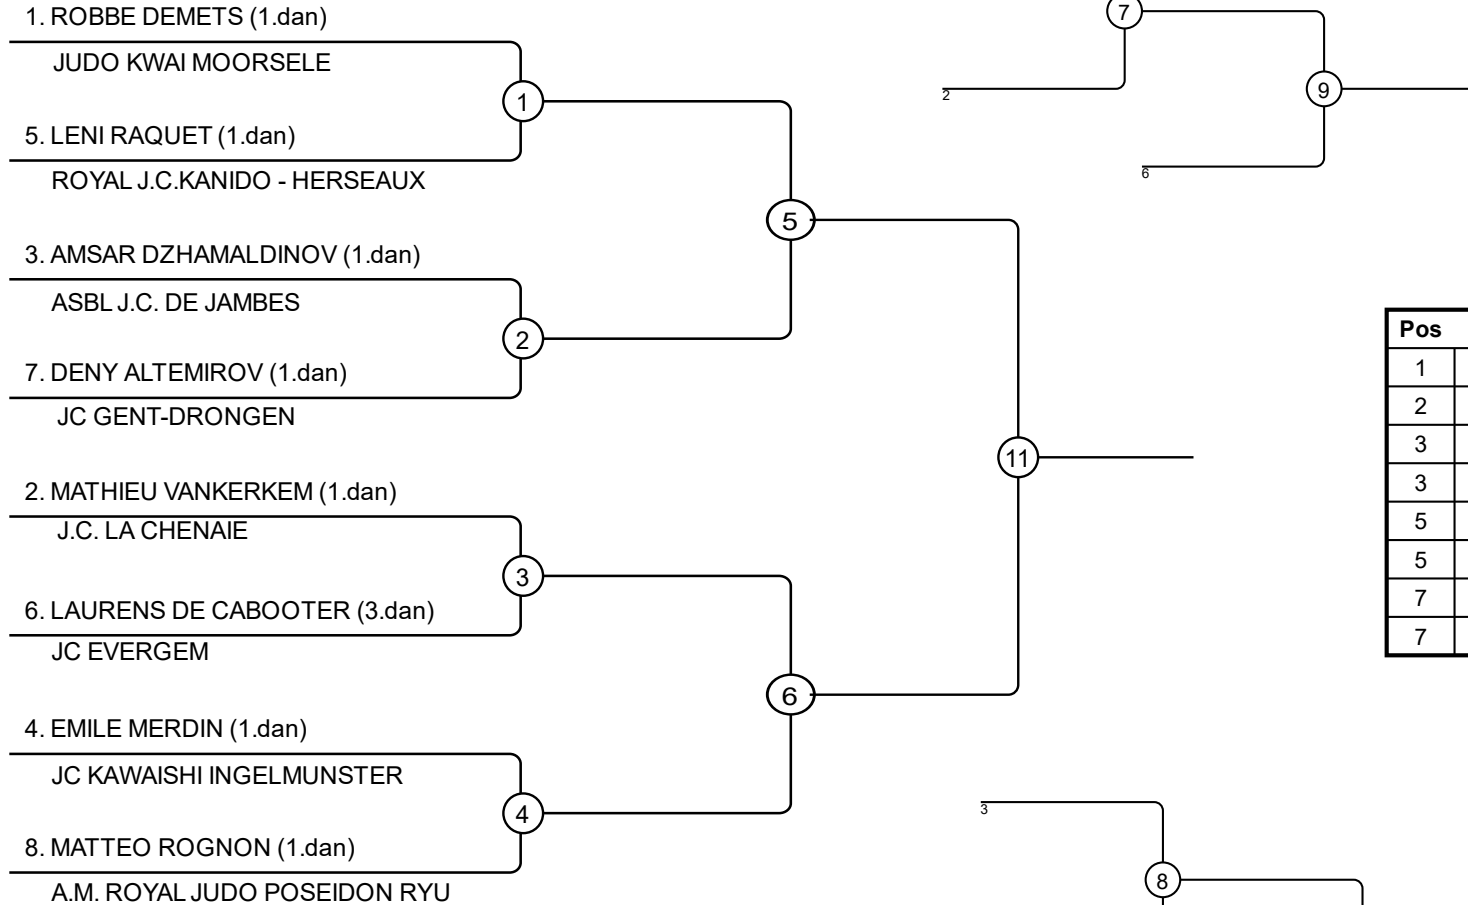 1. ROBBE DEMETS (1.dan)
JUDO KWAI MOORSELE
1
5. LENI RAQUET (1.dan)
ROYAL J.C.KANIDO - HERSEAUX
5
3. AMSAR DZHAMALDINOV (1.dan)
ASBL J.C. DE JAMBES
2
7. DENY ALTEMIROV (1.dan)
JC GENT-DRONGEN
11
2. MATHIEU VANKERKEM (1.dan)
J.C. LA CHENAIE
3
6. LAURENS DE CABOOTER (3.dan)
JC EVERGEM
6
4. EMILE MERDIN (1.dan)
JC KAWAISHI INGELMUNSTER
4
8. MATTEO ROGNON (1.dan)
A.M. ROYAL JUDO POSEIDON RYU
7
2
9
6
Pos
1
2
3
3
5
5
7
7
3
8